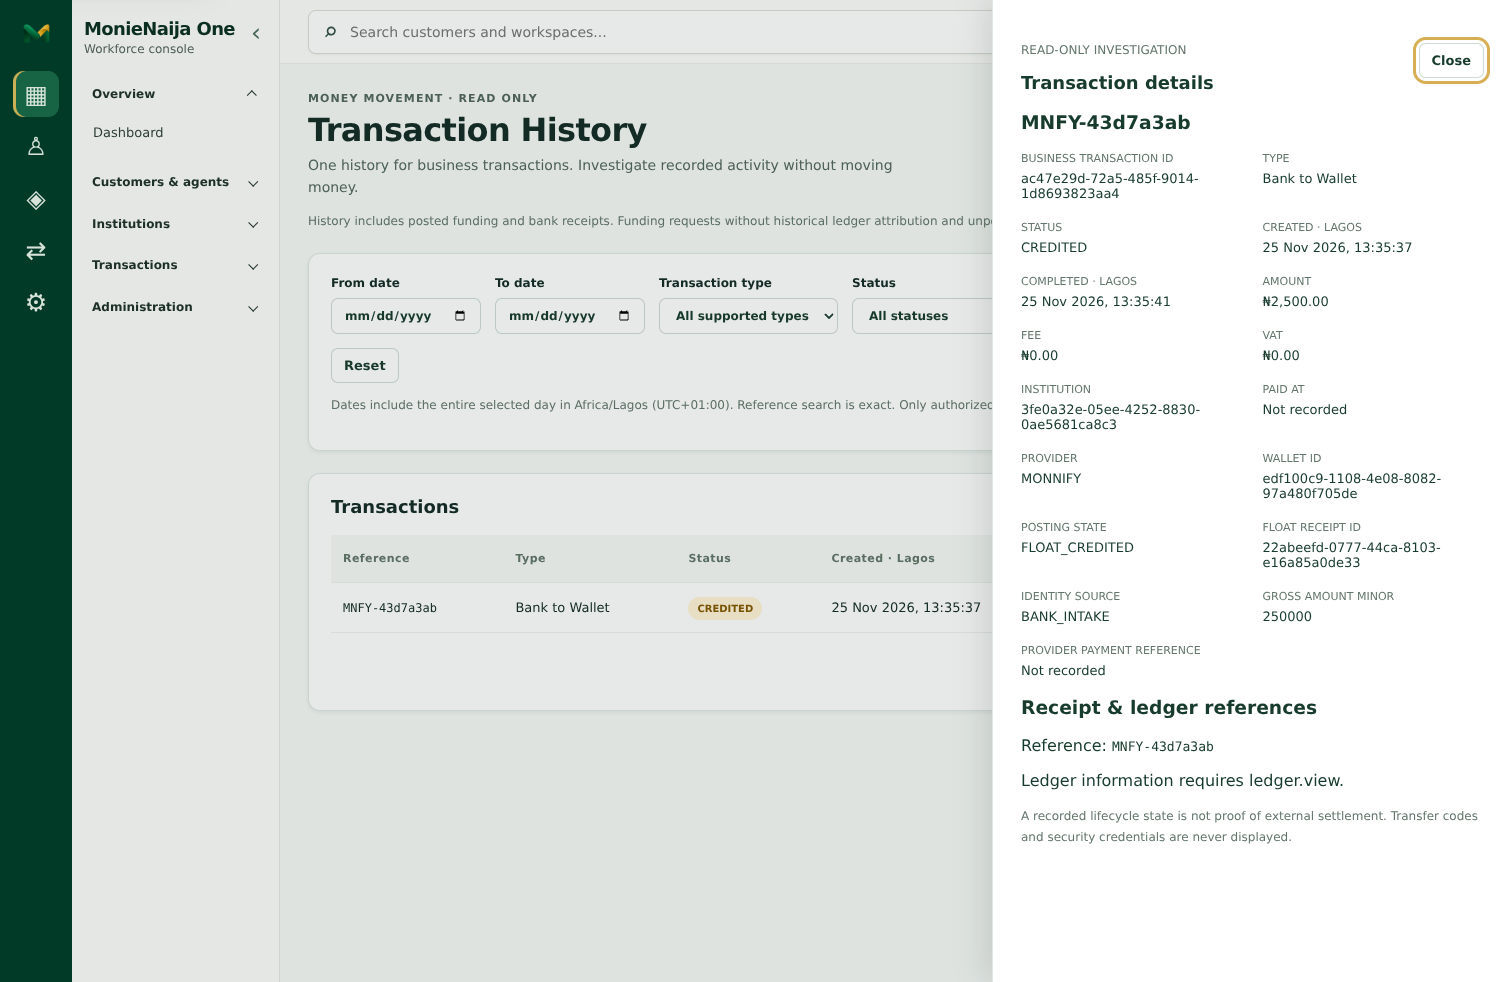 MonieNaija One
Workforce console
Overview
Dashboard
Customers & agents
Institutions
Transactions
Administration
Search customers and workspaces...
MONEY MOVEMENT · READ ONLY
Transaction History
One history for business transactions. Investigate recorded activity without moving
money.
History includes posted funding and bank receipts. Funding requests without historical ledger attribution and
From date
To date
Transaction type
Status
mm/dd/yyyy
mm/dd/yyyy
All supported types
All statuses
Reset
Dates include the entire selected day in Africa/Lagos (UTC+01:00). Reference search is exact. Only authorized
Transactions
Reference
Type
Status
Created · Lagos
MNFY-43d7a3ab
Bank to Wallet
CREDITED
25 Nov 2026, 13:35:37
READ-ONLY INVESTIGATION
Close
Transaction details
MNFY-43d7a3ab
BUSINESS TRANSACTION ID
ac47e29d-72a5-485f-9014-
1d8693823aa4
TYPE
Bank to Wallet
STATUS
CREDITED
CREATED · LAGOS
25 Nov 2026, 13:35:37
COMPLETED · LAGOS
25 Nov 2026, 13:35:41
AMOUNT
₦2,500.00
FEE
₦0.00
VAT
₦0.00
INSTITUTION
3fe0a32e-05ee-4252-8830-
0ae5681ca8c3
PAID AT
Not recorded
PROVIDER
MONNIFY
WALLET ID
edf100c9-1108-4e08-8082-
97a480f705de
POSTING STATE
FLOAT_CREDITED
FLOAT RECEIPT ID
22abeefd-0777-44ca-8103-
e16a85a0de33
IDENTITY SOURCE
BANK_INTAKE
GROSS AMOUNT MINOR
250000
PROVIDER PAYMENT REFERENCE
Not recorded
Receipt & ledger references
Reference: MNFY-43d7a3ab
Ledger information requires ledger.view.
A recorded lifecycle state is not proof of external settlement. Transfer codes
and security credentials are never displayed.